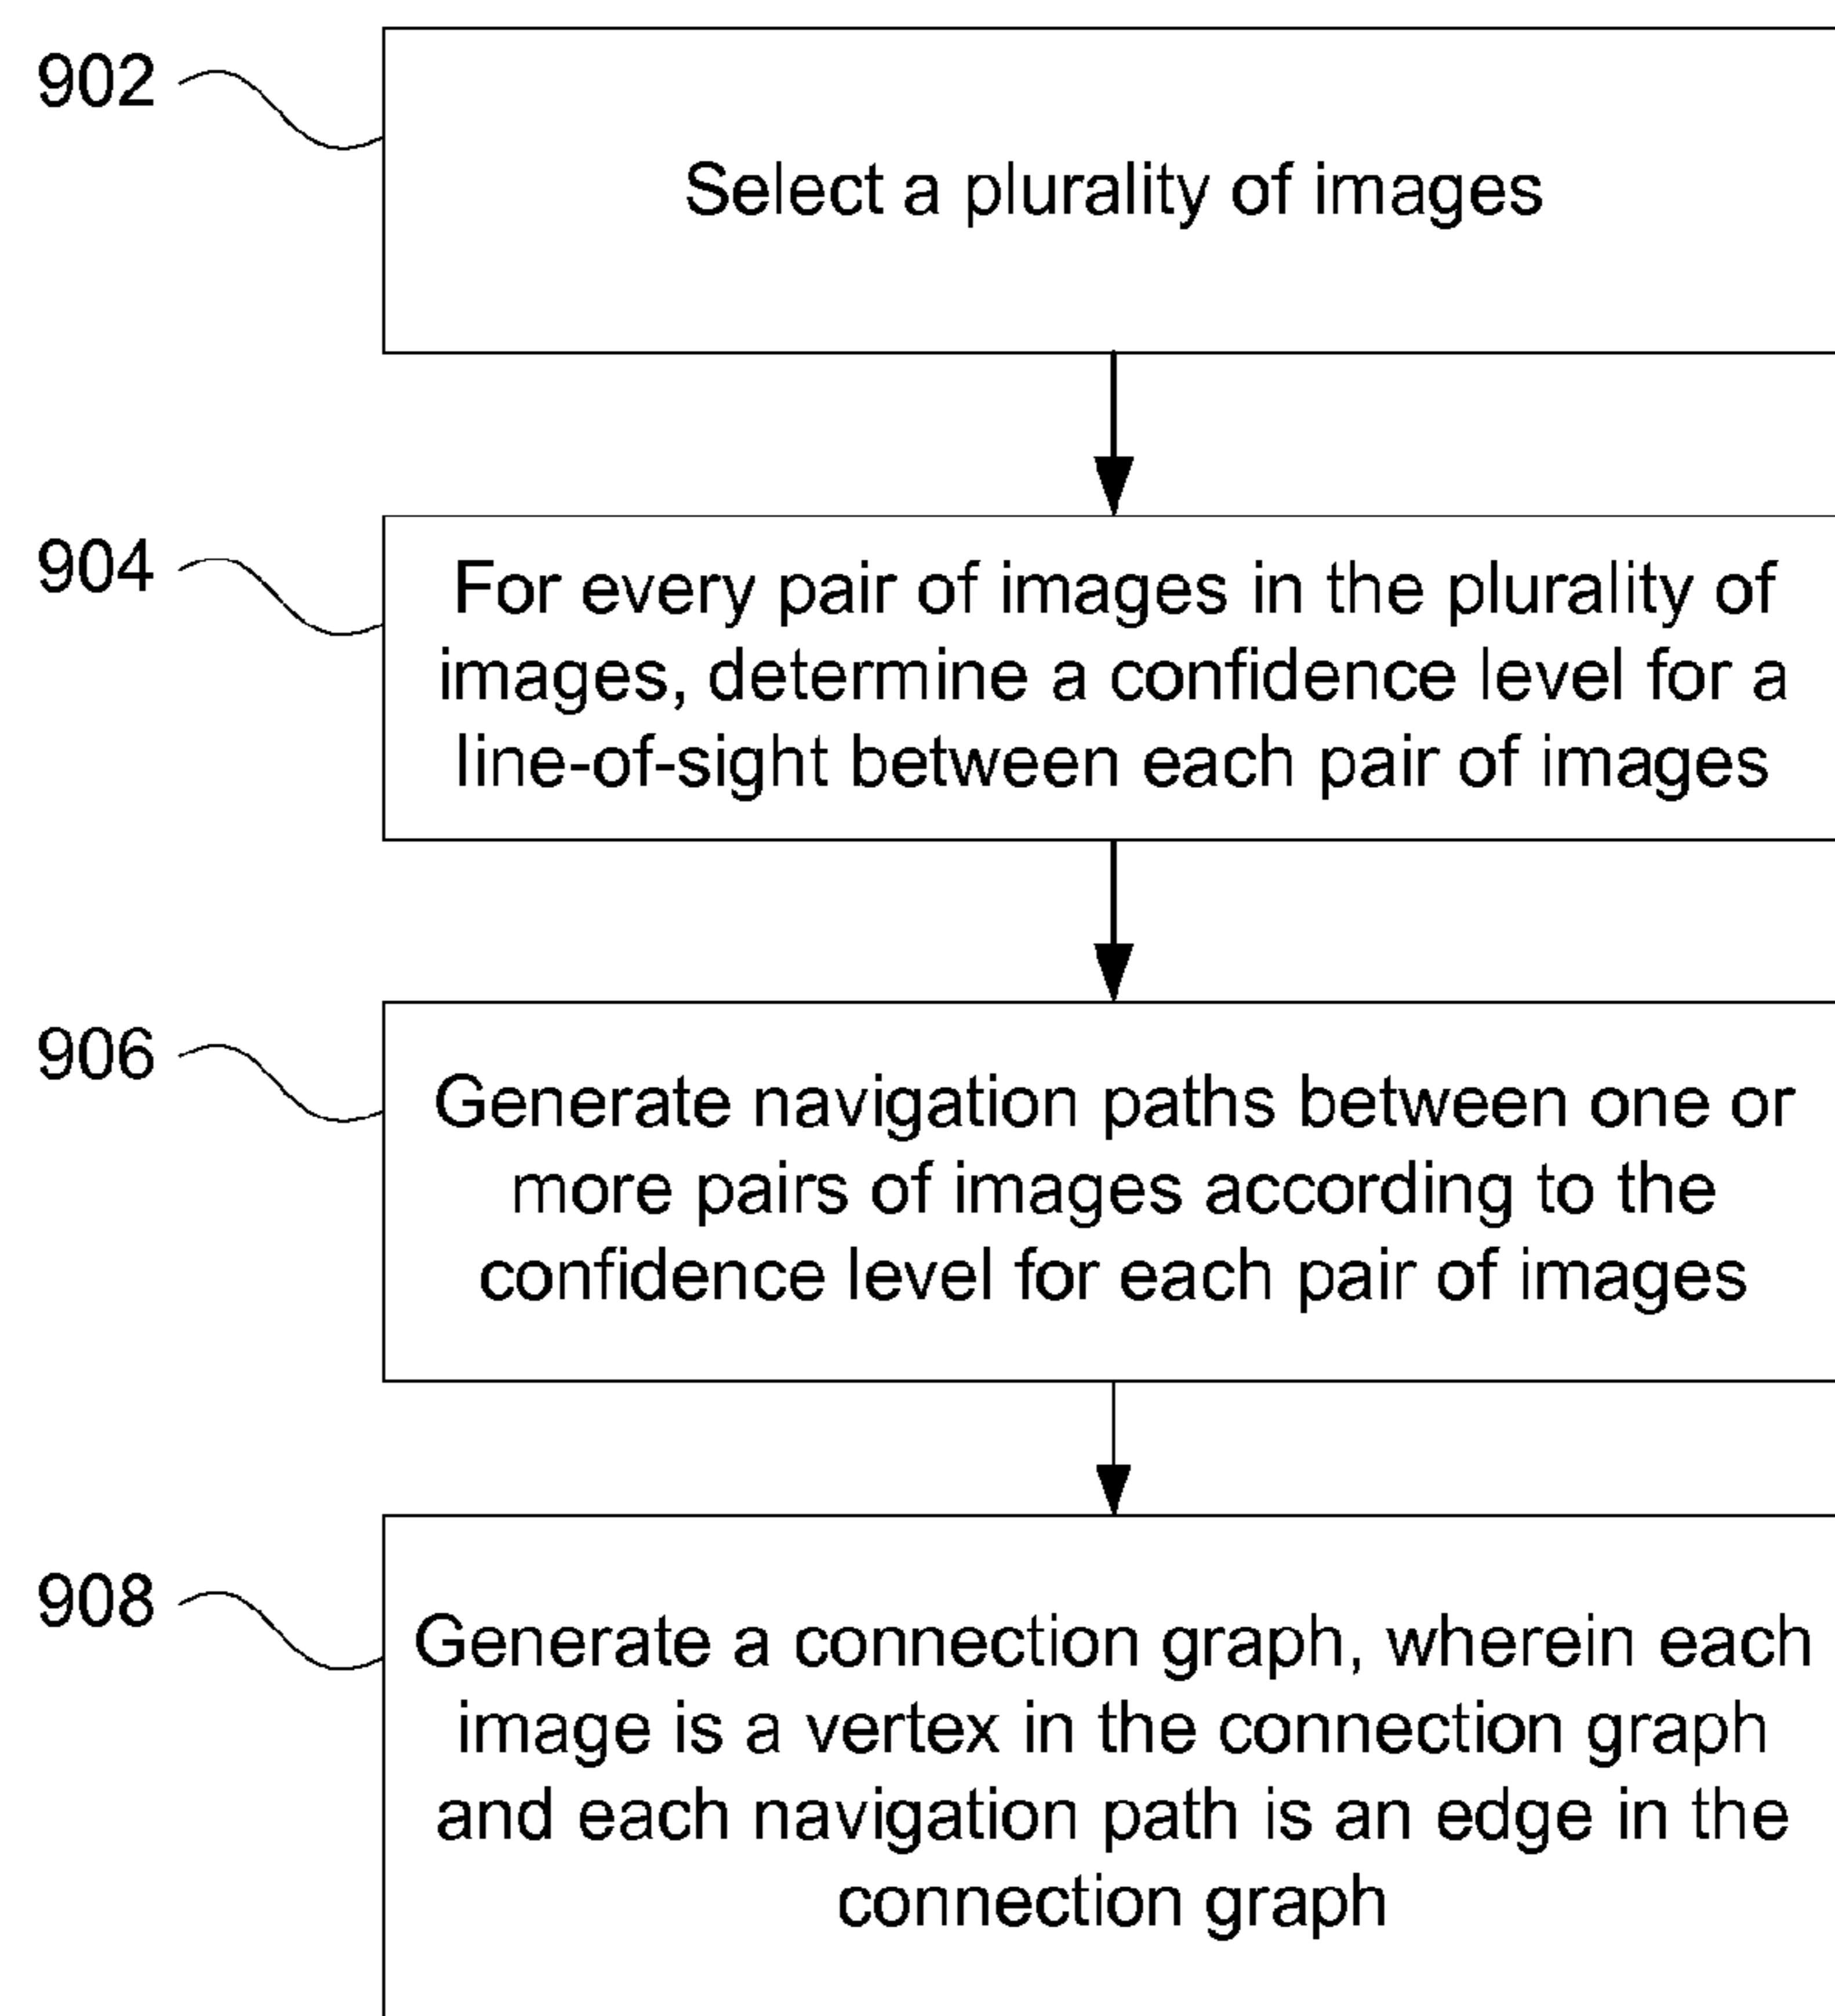 902
Select a plurality of images
904
For every pair of images in the plurality of
images, determine a confidence level for a
line-of-sight between each pair of images
906
Generate navigation paths between one or
more pairs of images according to the
confidence level for each pair of images
908
Generate a connection graph, wherein each
image is a vertex in the connection graph
and each navigation path is an edge in the
connection graph